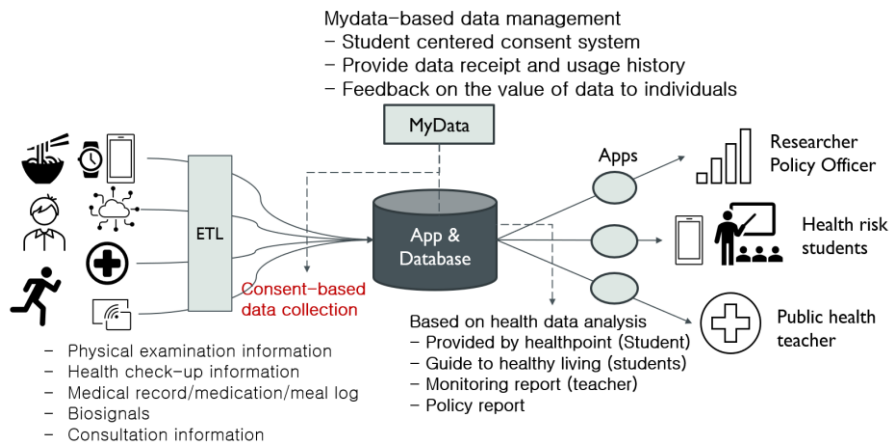 Mydata-based data management
- Student centered consent system
- Provide data receipt and usage history
- Feedback on the value of data to individuals
MyData
Apps
Researcher
Policy Officer
ETL
App &
Database
Health risk
students
Consent-based
data collection
Public health
teacher
Based on health data analysis
- Provided by healthpoint (Student)
- Guide to healthy living (students)
- Monitoring report (teacher)
- Policy report
- Physical examination information
- Health check-up information
- Medical record/medication/meal log
- Biosignals
- Consultation information